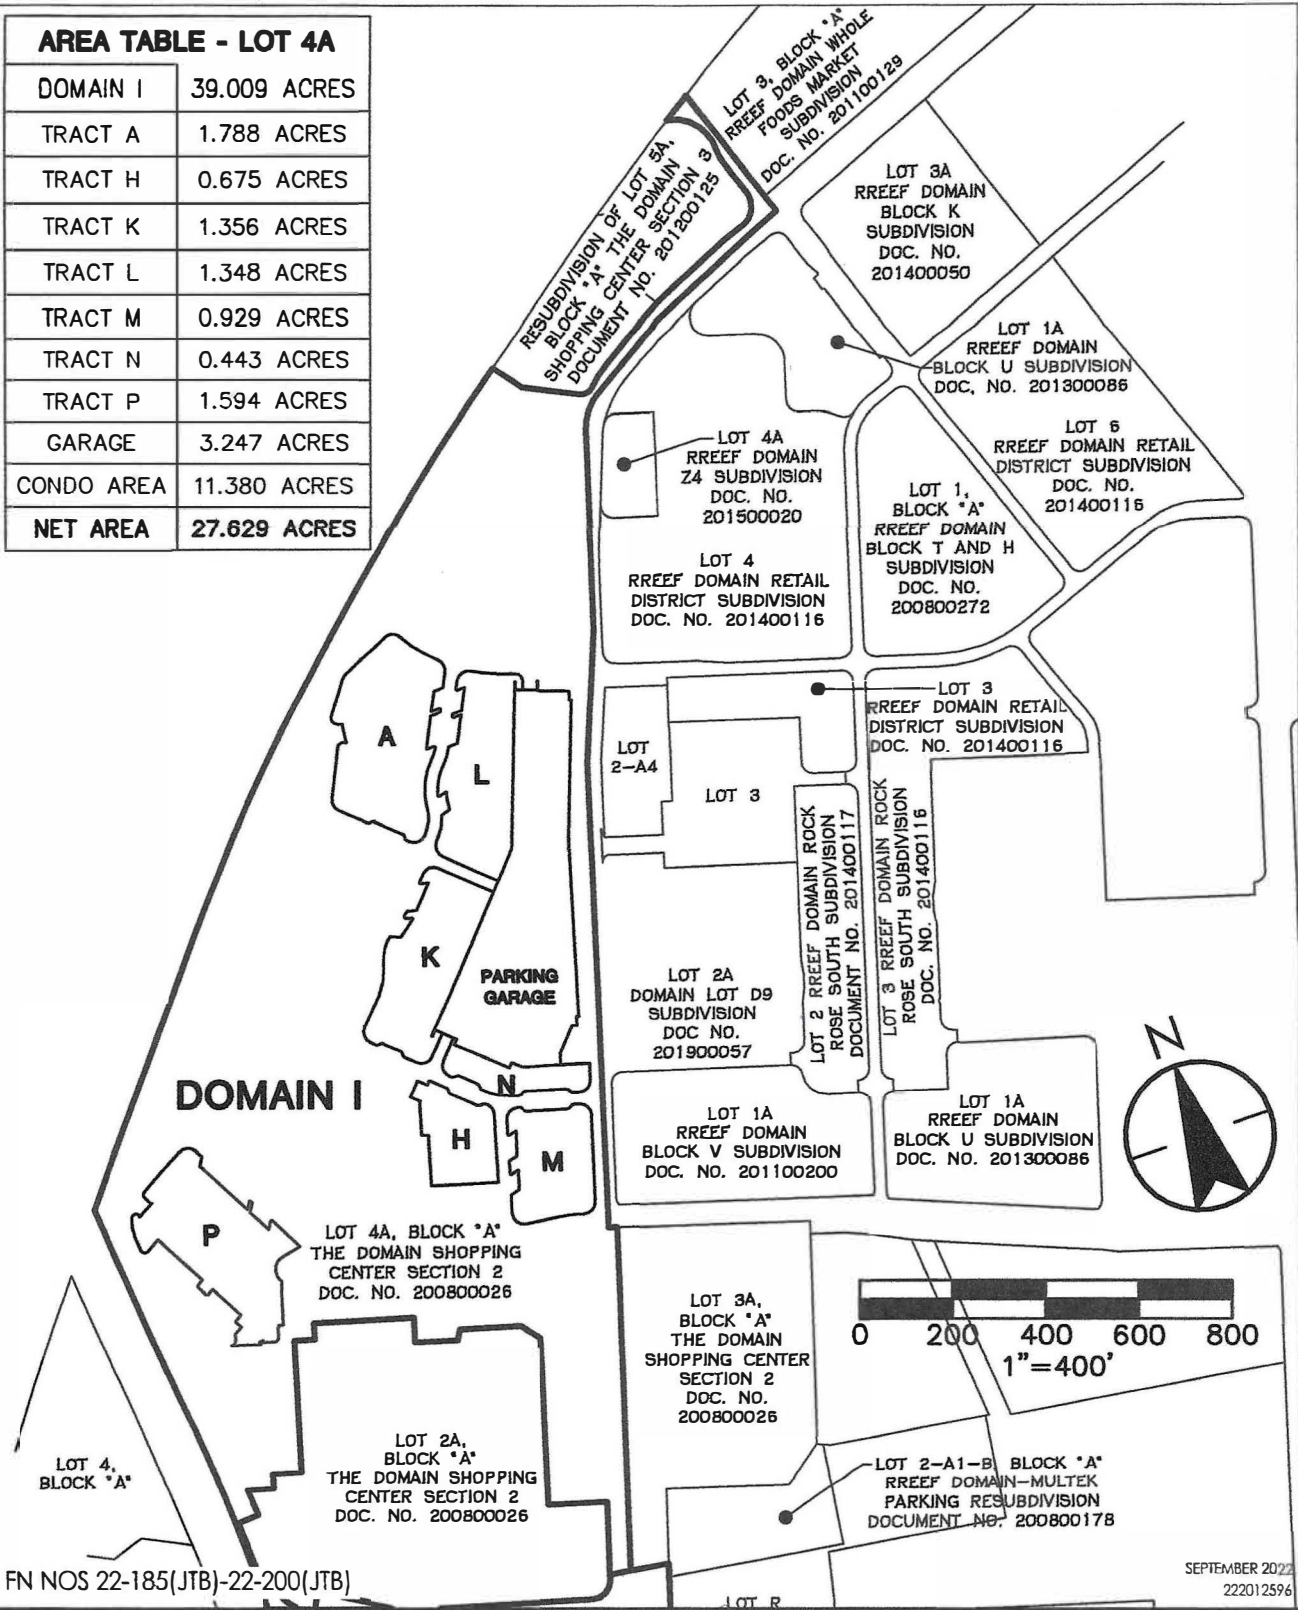 AREA TABLE - LOT 4A
DOMAIN I 39.009 ACRES
TRACT A 1.788 ACRES
TRACT H 0.675 ACRES
TRACT K 1.356 ACRES
TRACT L 1.348 ACRES
TRACT M 0.929 ACRES
TRACT N 0.443 ACRES
TRACT P 1.594 ACRES
GARAGE 3.247 ACRES
CONDO AREA 11.380 ACRES
NET AREA 27.629 ACRES
LOT 3, BLOCK "A"
RREEF DOMAIN WHOLE
FOODS MARKET
SUBDIVISION
DOC. NO. 201100129
RESUBDIVISION OF LOT 5A,
BLOCK "A" THE DOMAIN
SHOPPING CENTER SECTION 3
DOCUMENT NO. 201200125
LOT 3A
RREEF DOMAIN
BLOCK K
SUBDIVISION
DOC. NO.
201400050
LOT 1A
RREEF DOMAIN
BLOCK U SUBDIVISION
DOC, NO. 201300086
LOT 6
RREEF DOMAIN RETAIL
DISTRICT SUBDIVISION
DOC. NO.
201400116
LOT 4A
RREEF DOMAIN
Z4 SUBDIVISION
DOC. NO.
201500020
LOT 1,
BLOCK "A"
RREEF DOMAIN
BLOCK T AND H
SUBDIVISION
DOC. NO.
200800272
LOT 4
RREEF DOMAIN RETAIL
DISTRICT SUBDIVISION
DOC. NO. 201400116
LOT 3
RREEF DOMAIN RETAIL
DISTRICT SUBDIVISION
DOC. NO. 201400116
A
L
LOT
2-A4
LOT 3
LOT 2 RREEF DOMAIN ROCK
ROSE SOUTH SUBDIVISION
DOCUMENT NO. 201400117
LOT 3 RREEF DOMAIN ROCK
ROSE SOUTH SUBDIVISION
DOC. NO. 201400116
K
PARKING
GARAGE
LOT 2A
DOMAIN LOT D9
SUBDIVISION
DOC NO.
201900057
N
DOMAIN I
N
H
M
LOT 1A
RREEF DOMAIN
BLOCK V SUBDIVISION
DOC. NO. 201100200
LOT 1A
RREEF DOMAIN
BLOCK U SUBDIVISION
DOC. NO. 201300086
P
LOT 4A, BLOCK "A"
THE DOMAIN SHOPPING
CENTER SECTION 2
DOC. NO. 200800026
LOT 3A,
BLOCK "A"
THE DOMAIN
SHOPPING CENTER
SECTION 2
DOC. NO.
200800026
0 200 400 600 800
1"=400'
LOT 4,
BLOCK "A"
LOT 2A,
BLOCK "A"
THE DOMAIN SHOPPING
CENTER SECTION 2
DOC. NO. 200800026
LOT 2-A1-B, BLOCK "A"
RREEF DOMAIN-MULTEK
PARKING RESUBDIVISION
DOCUMENT NO. 200800178
LOT R
FN NOS 22-185(JTB)-22-200(JTB)
SEPTEMBER 2022
222012596